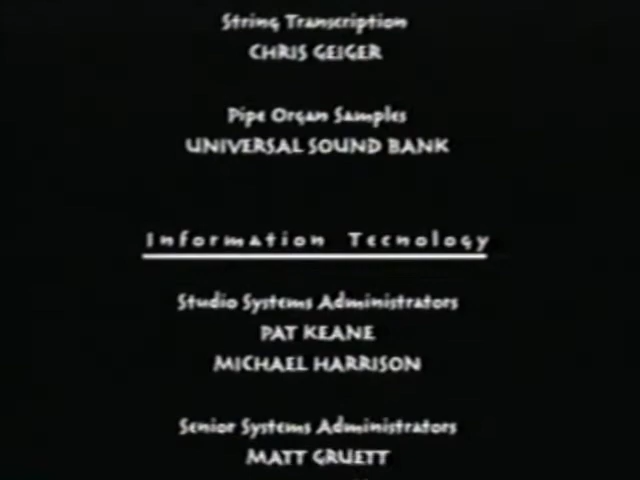 String Transcription
CHRIS GEIGER
Pipe Organ Samples
UNIVERSAL SOUND BANK
Information Tecnology
Studio Systems Administrators
PAT KEANE
MICHAEL HARRISON
Senior Systems Administrators
MATT GRUETT